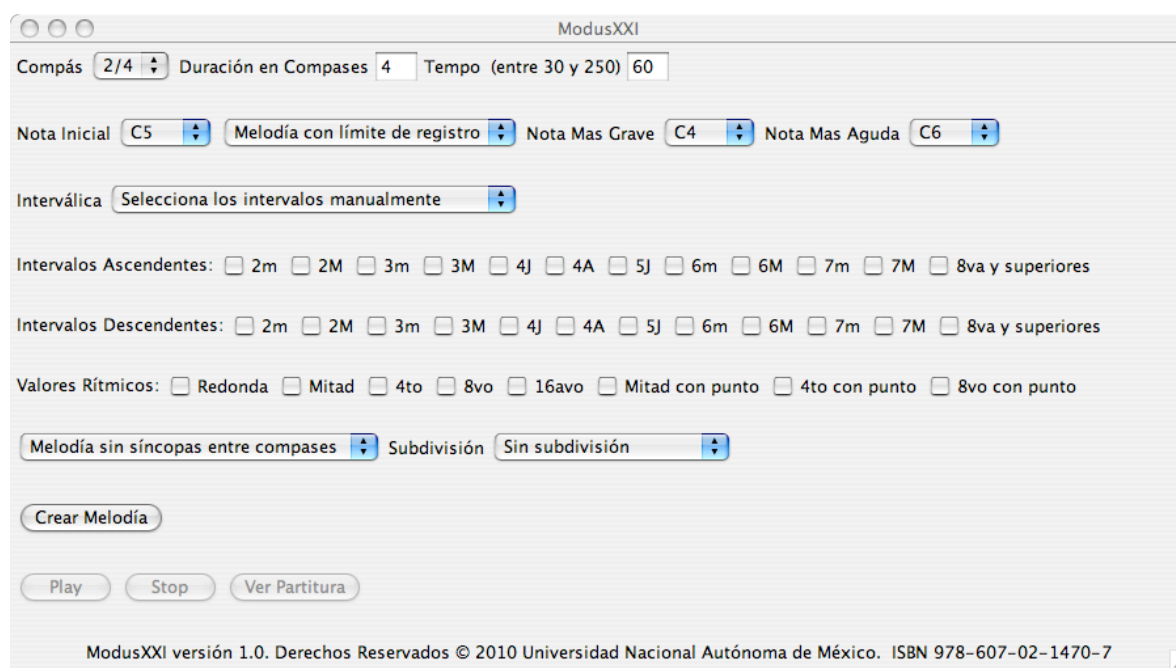 ModusXXI
Compás 2/4 Duración en Compases 4 Tempo (entre 30 y 250) 60
Nota Inicial C5 Melodía con límite de registro Nota Mas Grave C4 Nota Mas Aguda C6
Interválica Selecciona los intervalos manualmente
Intervalos Ascendentes: 2m 2M 3m 3M 4J 4A 5J 6m 6M 7m 7M 8va y superiores
Intervalos Descendentes: 2m 2M 3m 3M 4J 4A 5J 6m 6M 7m 7M 8va y superiores
Valores Rítmicos: Redonda Mitad 4to 8vo 16avo Mitad con punto 4to con punto 8vo con punto
Melodía sin síncopas entre compases Subdivisión Sin subdivisión
Crear Melodía
Play Stop Ver Partitura
ModusXXI versión 1.0. Derechos Reservados © 2010 Universidad Nacional Autónoma de México. ISBN 978-607-02-1470-7